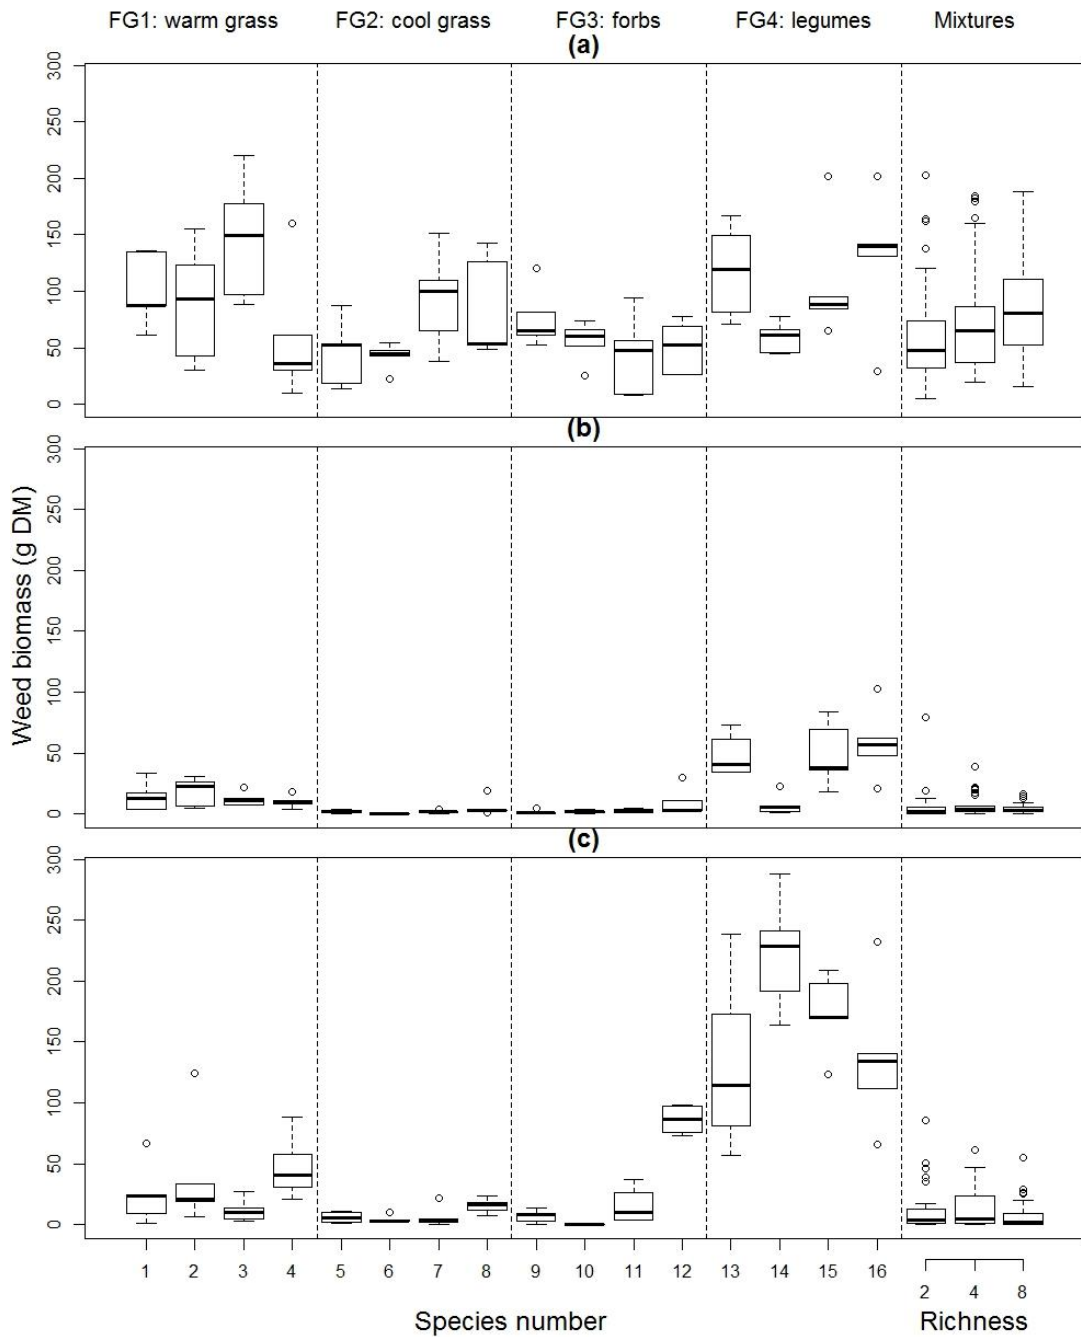 FG1: warm grass FG2: cool grass FG3: forbs FG4: legumes Mixtures
(a)
300
250
200
150
100
50
0
(b)
300
250
200
150
100
50
0
Weed biomass (g DM)
(c)
300
250
200
150
100
50
0
1 2 3 4 5 6 7 8 9 10 11 12 13 14 15 16
2 4 8
Species number Richness